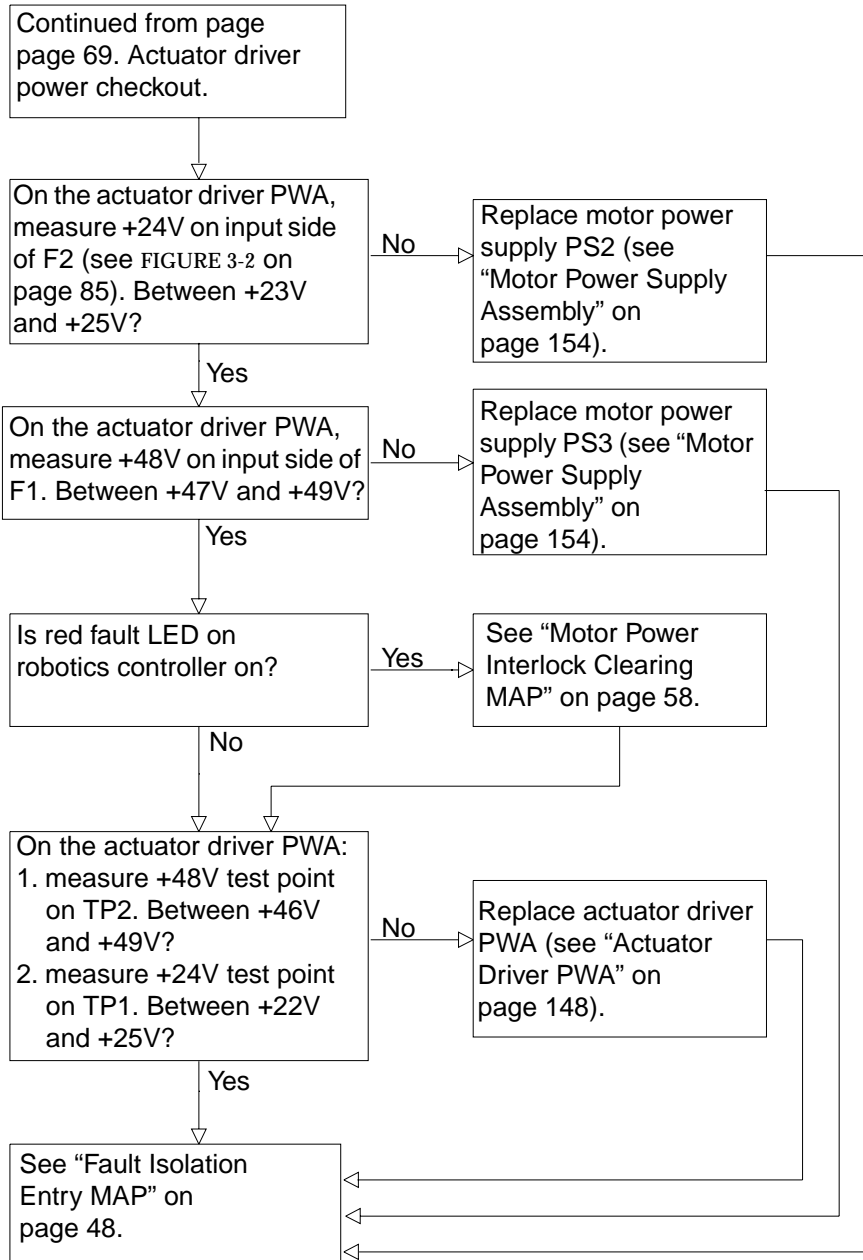 Continued from page
page 69. Actuator driver
power checkout.
On the actuator driver PWA,
measure +24V on input side
of F2 (see FIGURE 3-2 on
page 85). Between +23V
and +25V?
No
Replace motor power
supply PS2 (see
“Motor Power Supply
Assembly” on
page 154).
Yes
On the actuator driver PWA,
measure +48V on input side of
F1. Between +47V and +49V?
No
Replace motor power
supply PS3 (see “Motor
Power Supply
Assembly” on
page 154).
Yes
Is red fault LED on
robotics controller on?
Yes
See “Motor Power
Interlock Clearing
MAP” on page 58.
No
On the actuator driver PWA:
1. measure +48V test point
on TP2. Between +46V
and +49V?
2. measure +24V test point
on TP1. Between +22V
and +25V?
No
Replace actuator driver
PWA (see “Actuator
Driver PWA” on
page 148).
Yes
See “Fault Isolation
Entry MAP” on
page 48.